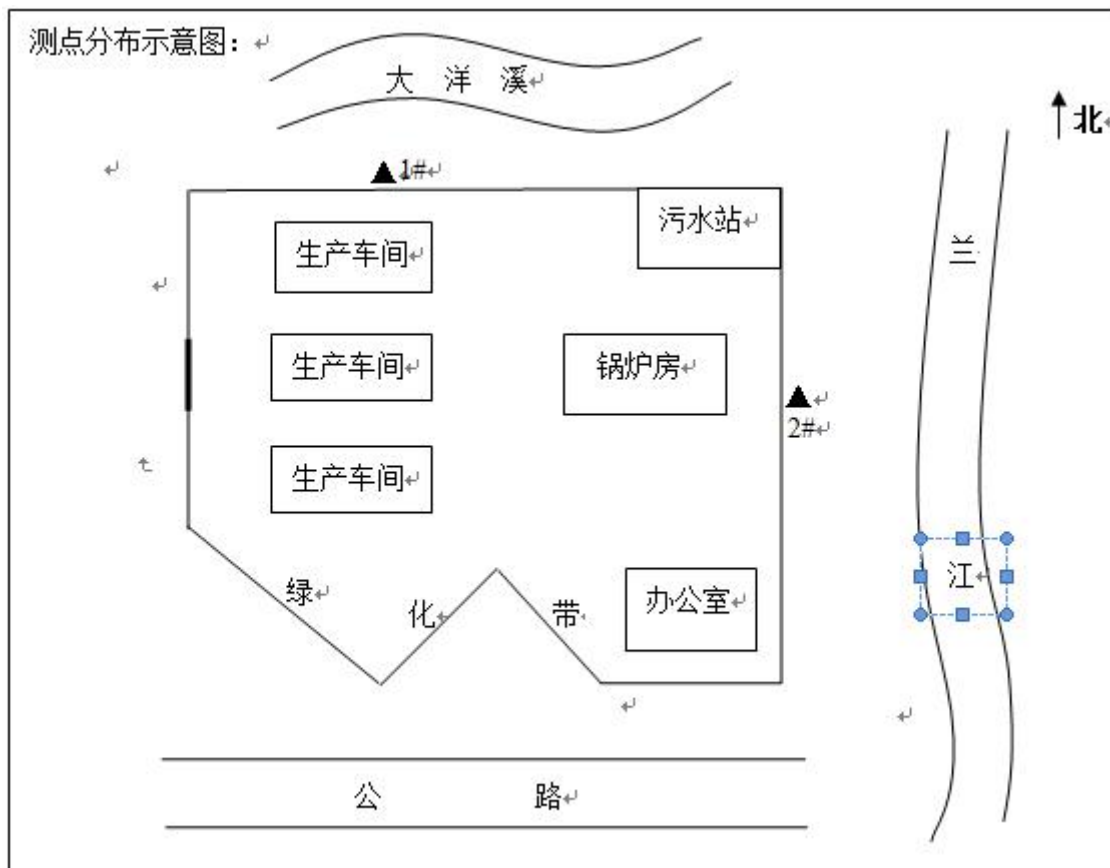 测点分布示意图：
大 洋 溪
北
1#
污水站
生产车间
兰
生产车间
锅炉房
2#
生产车间
江
绿 化 带
办公室
公 路